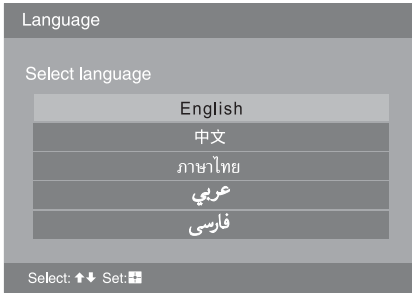 Language
Select language
English
中文
ภาษาไทย
عربي
فارسی
Select: ⬆⬇ Set: